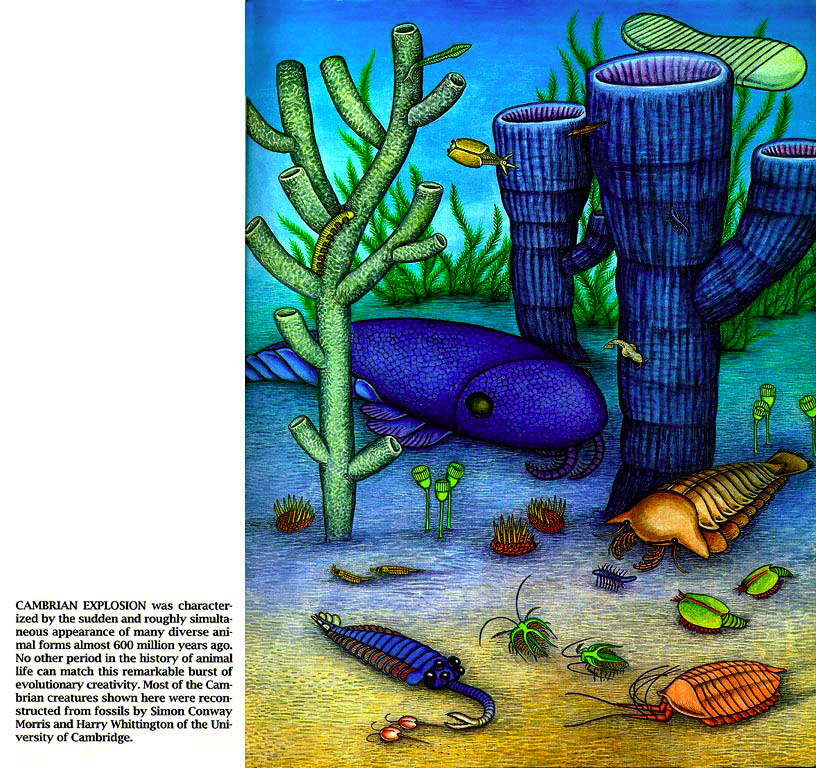 CAMBRIAN EXPLOSION was character-
ized by the sudden and roughly simulta-
neous appearance of many diverse ani-
mal forms almost 600 million years ago.
No other period in the history of animal
life can match this remarkable burst of
evolutionary creativity. Most of the Cam-
brian creatures shown here were recon-
structed from fossils by Simon Conway
Morris and Harry Whittington of the Uni-
versity of Cambridge.